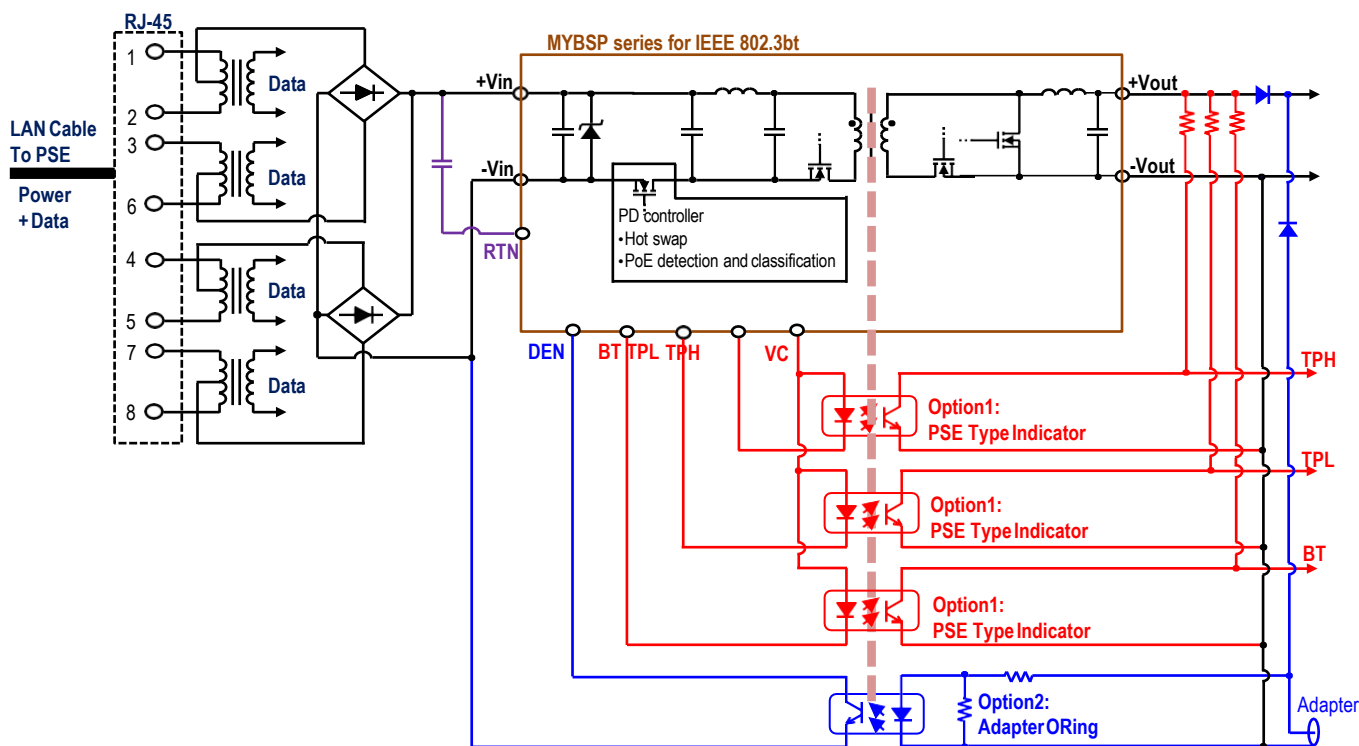 RJ-45
1
2
3
6
4
5
7
8
Data
Data
Data
Data
LAN Cable
To PSE
Power
+Data
MYBSP series for IEEE 802.3bt
+Vin
-Vin
RTN
+Vout
-Vout
PD controller
•Hot swap
•PoE detection and classification
DEN
BT TPL TPH
VC
TPH
Option1:
PSE Type Indicator
TPL
Option1:
PSE Type Indicator
BT
Option1:
PSE Type Indicator
Option2:
Adapter ORing
Adapter